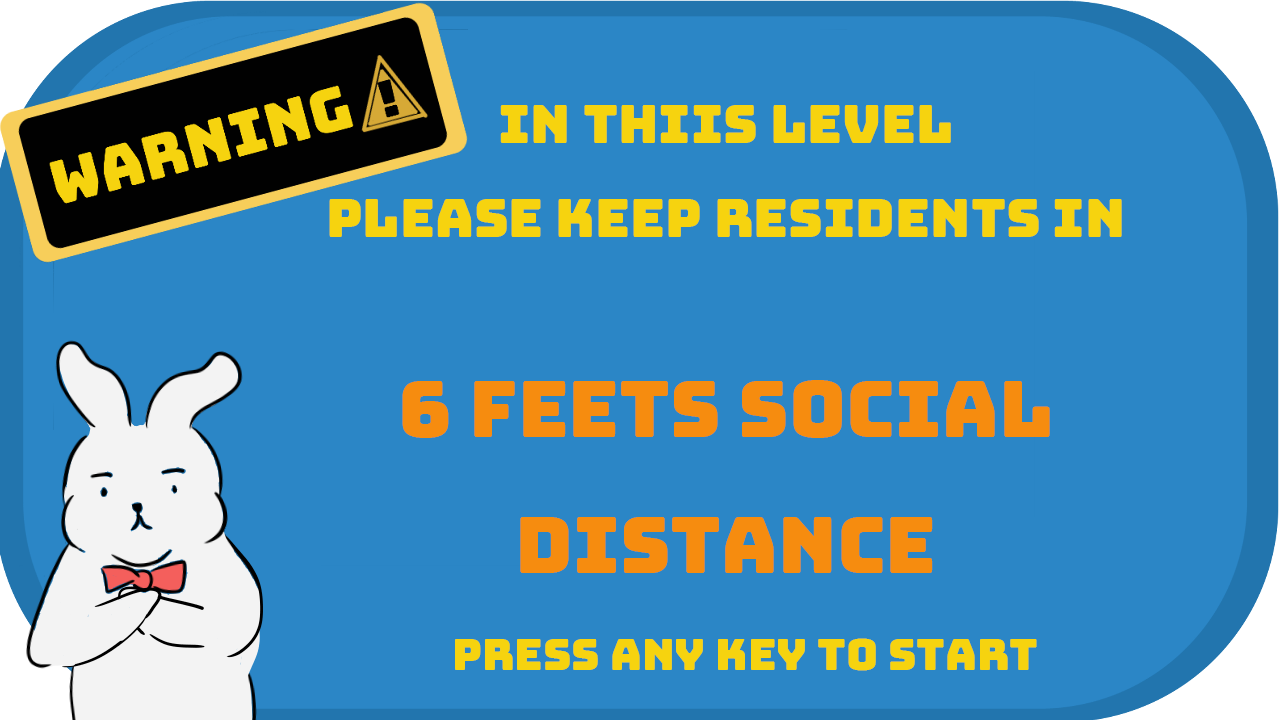 WARNING
IN THIIS LEVEL
PLEASE KEEP RESIDENTS IN
6 FEETS SOCIAL
DISTANCE
PRESS ANY KEY TO START